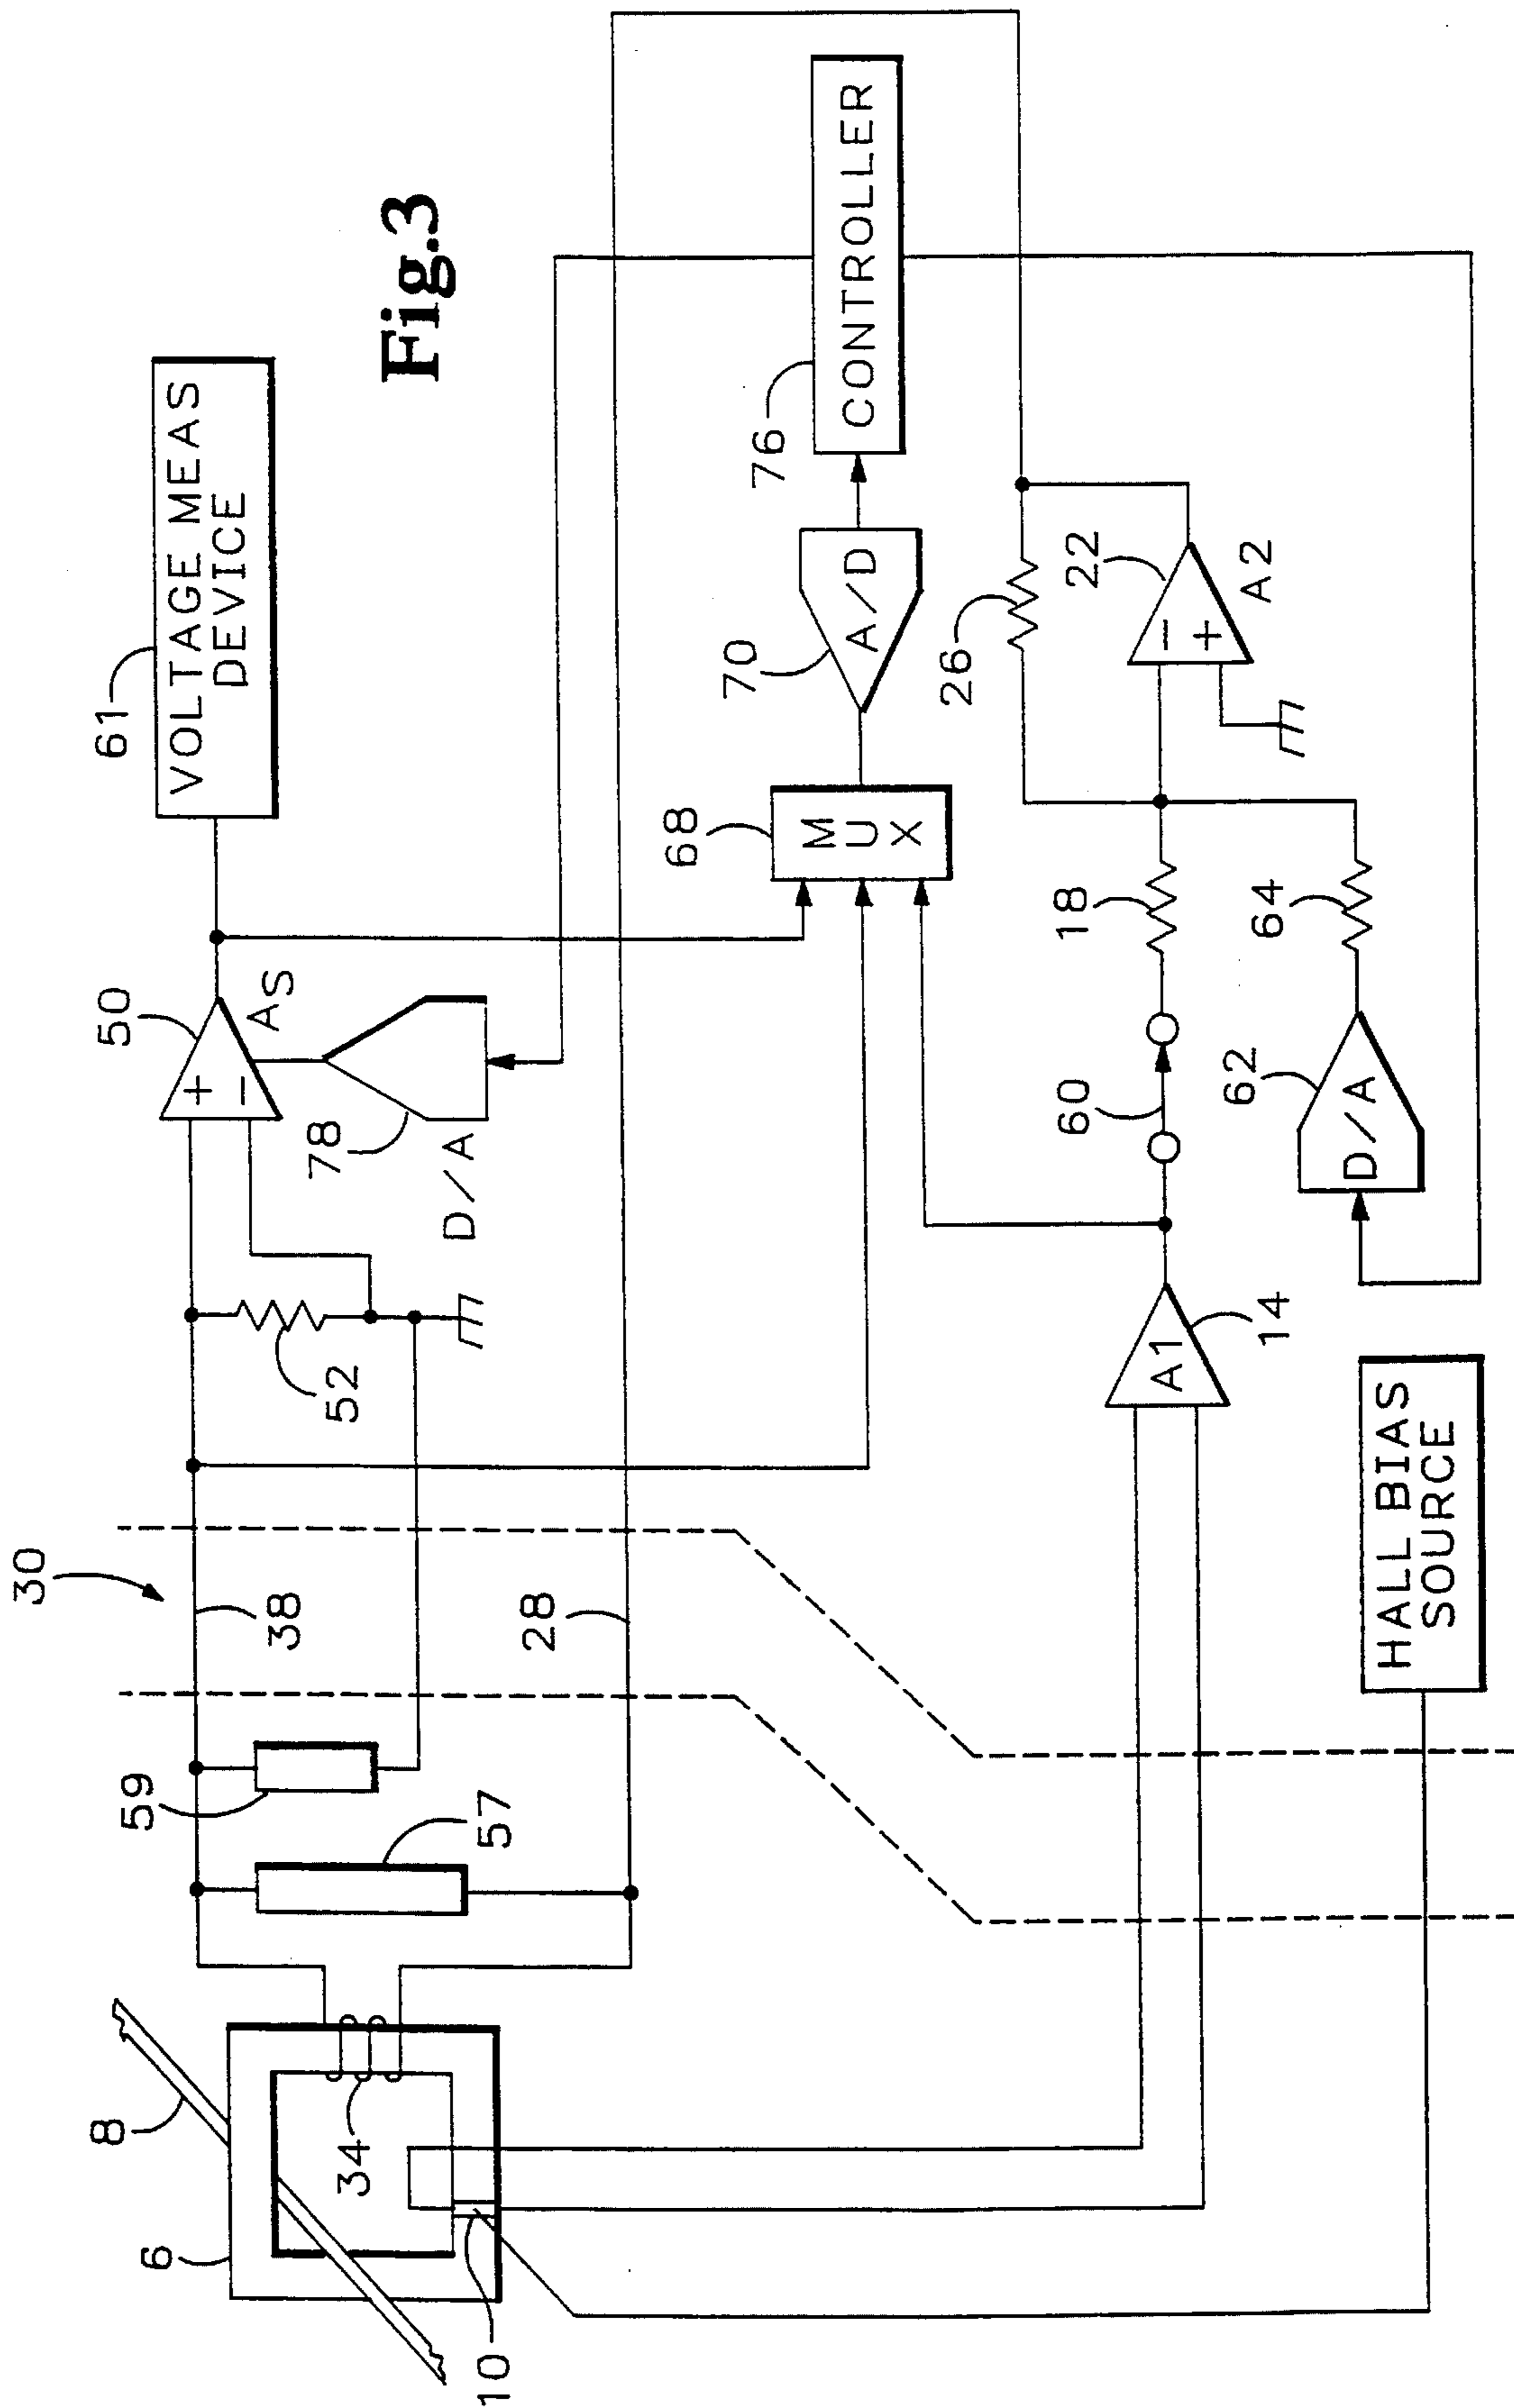 Fig.3
30
61
VOLTAGE MEAS
DEVICE
50
+
−
AS
78
D/A
52
38
59
57
28
8
6
34
10
76
CONTROLLER
70
A/D
68
MUX
26
22
−
+
A2
18
64
60
62
D/A
A1
14
HALL BIAS
SOURCE